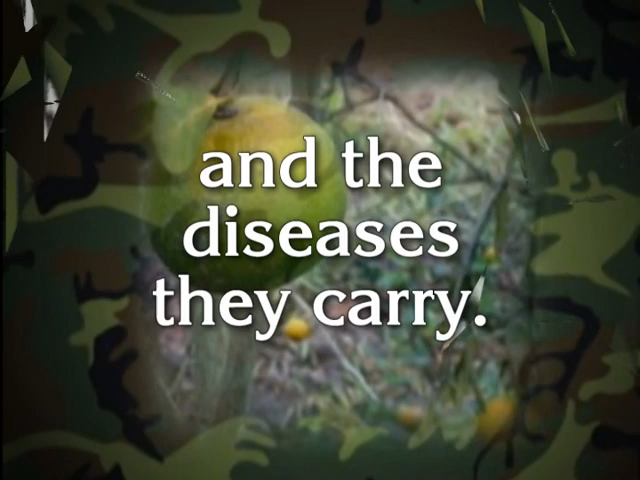 and the
diseases
they carry.